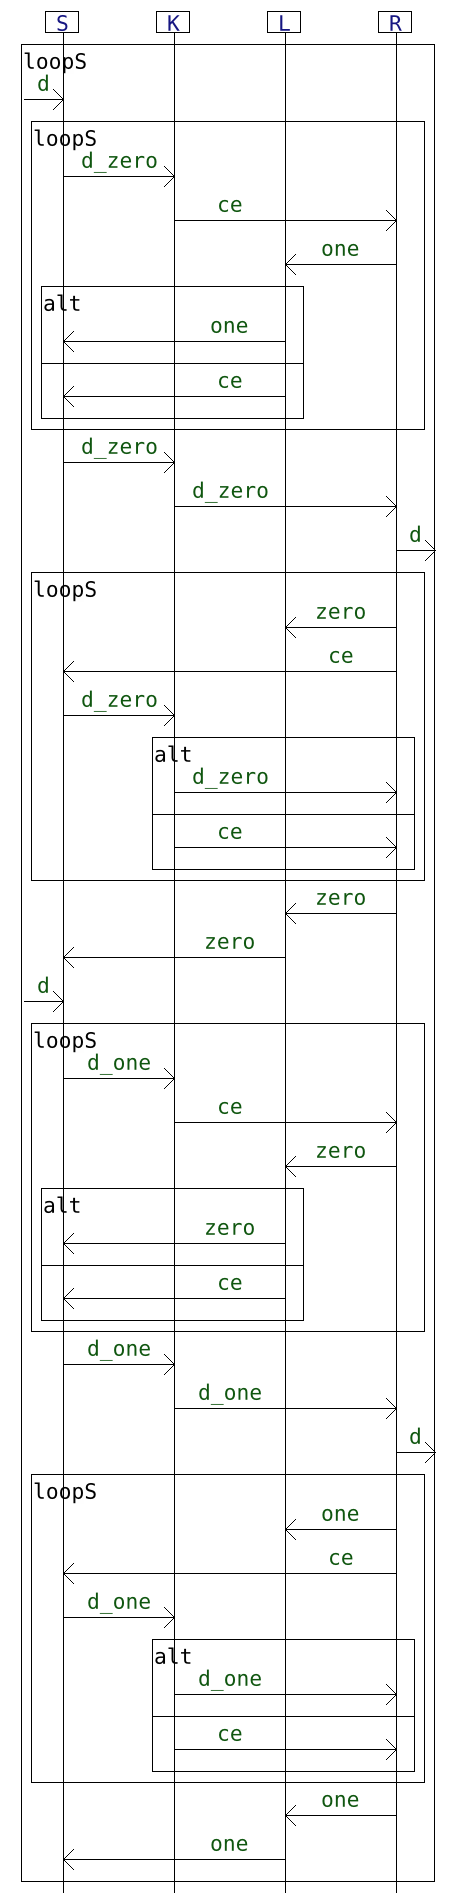 S K L R
loopS
d
loopS
d_zero
ce
one
alt
one
ce
d_zero
d_zero
d
loopS
zero
ce
d_zero
alt
d_zero
ce
zero
zero
d
loopS
d_one
ce
zero
alt
zero
ce
d_one
d_one
d
loopS
one
ce
d_one
alt
d_one
ce
one
one